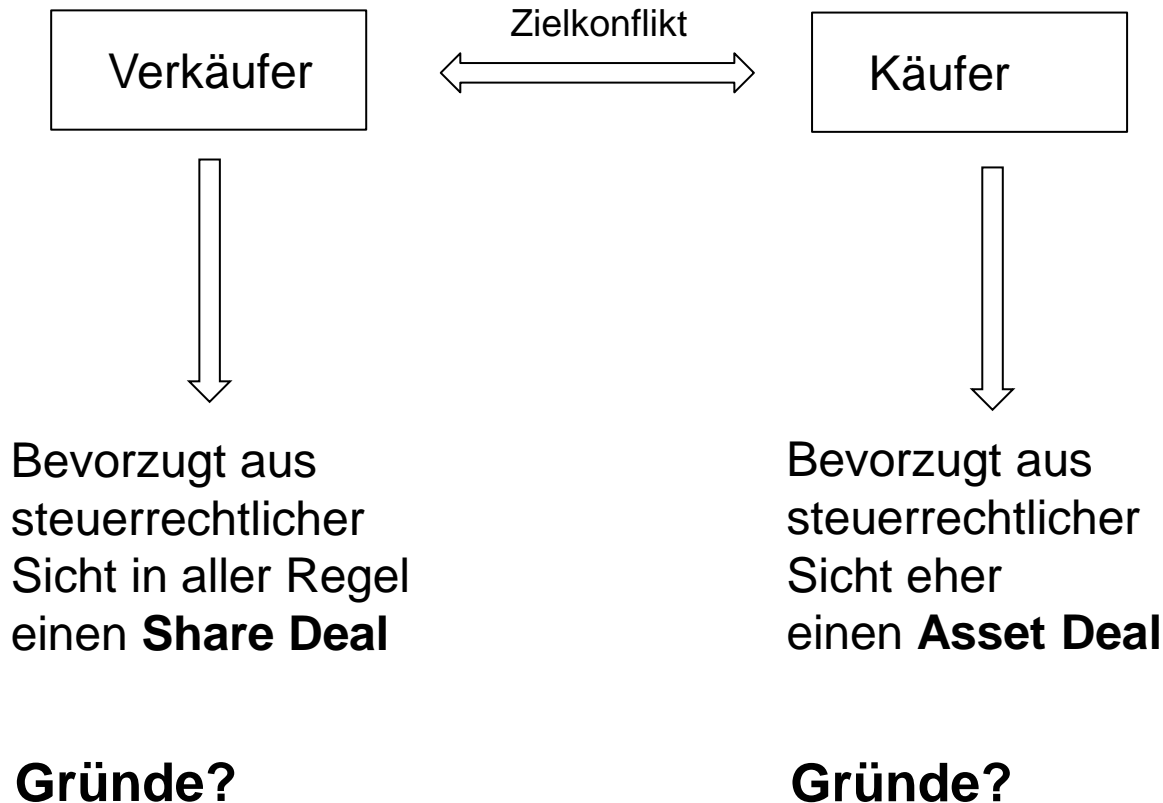 Zielkonflikt
Verkäufer
Käufer
Bevorzugt aus
steuerrechtlicher
Sicht in aller Regel
einen Share Deal
Gründe?
Bevorzugt aus
steuerrechtlicher
Sicht eher
einen Asset Deal
Gründe?